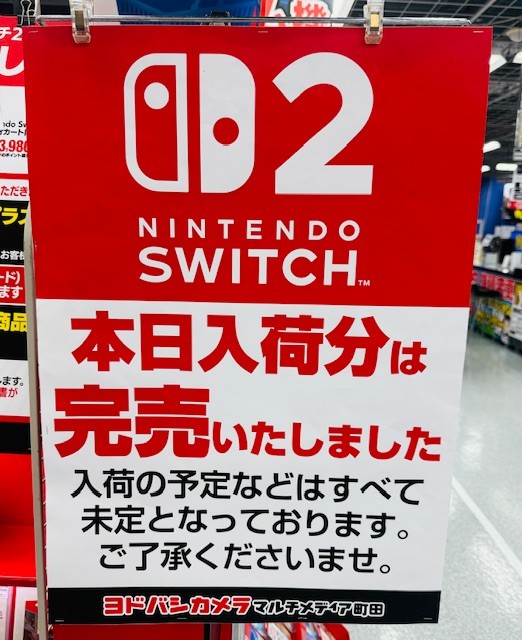 2
NINTENDO
SWITCH™
本日入荷分は
完売いたしました
入荷の予定などはすべて
未定となっております。
ご了承くださいませ。
ヨドバシカメラ マルチメディア町田